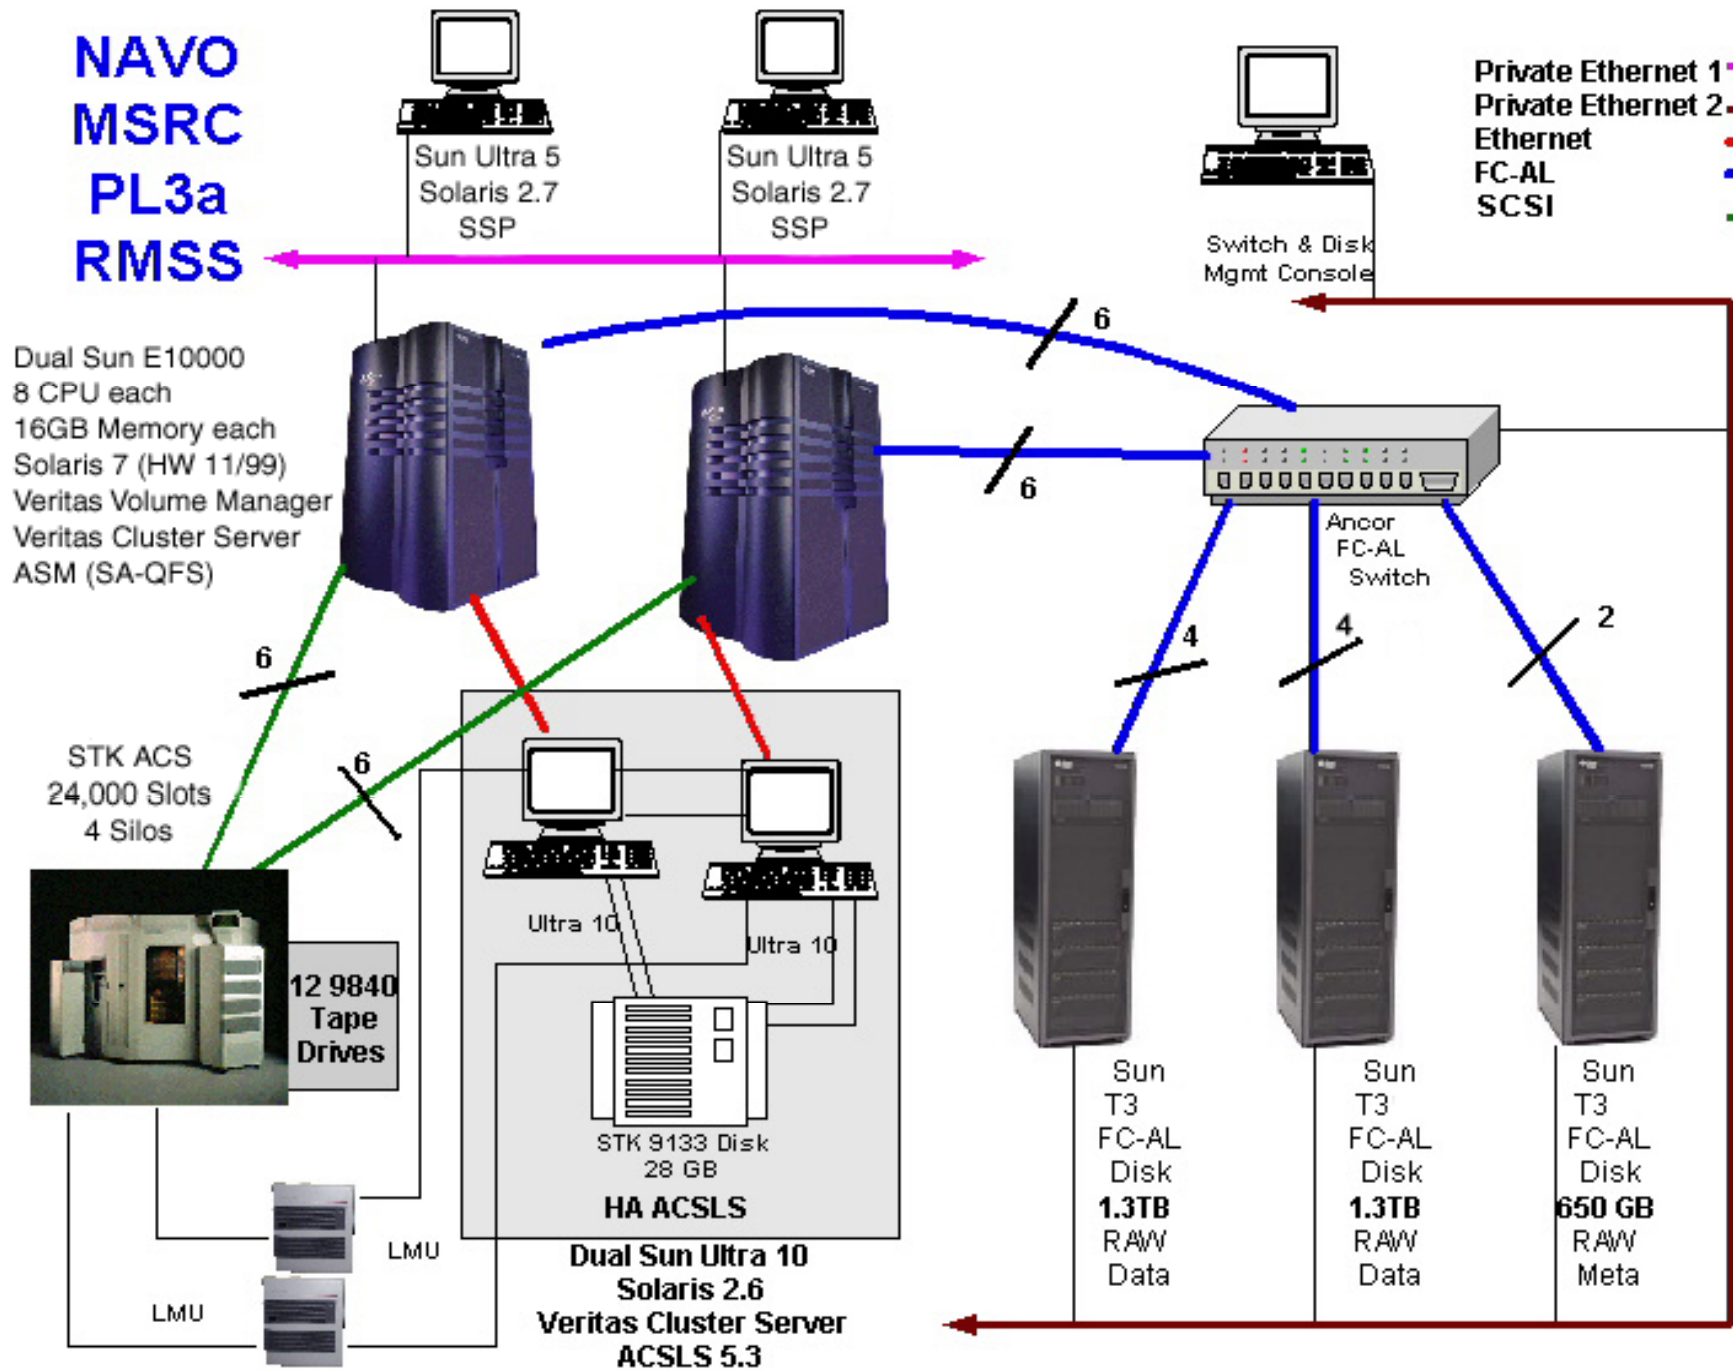 NAVO
MSRC
PL3a
RMSS
Sun Ultra 5
Solaris 2.7
SSP
Sun Ultra 5
Solaris 2.7
SSP
Switch & Disk
Mgmt Console
Private Ethernet 1
Private Ethernet 2
Ethernet
FC-AL
SCSI
Dual Sun E10000
8 CPU each
16GB Memory each
Solaris 7 (HW 11/99)
Veritas Volume Manager
Veritas Cluster Server
ASM (SA-QFS)
6
6
Ancor
FC-AL
Switch
4
4
2
6
6
STK ACS
24,000 Slots
4 Silos
12 9840
Tape
Drives
Ultra 10
Ultra 10
STK 9133 Disk
28 GB
HA ACSLS
Dual Sun Ultra 10
Solaris 2.6
Veritas Cluster Server
ACSLS 5.3
LMU
LMU
Sun
T3
FC-AL
Disk
1.3TB
RAW
Data
Sun
T3
FC-AL
Disk
1.3TB
RAW
Data
Sun
T3
FC-AL
Disk
650 GB
RAW
Meta